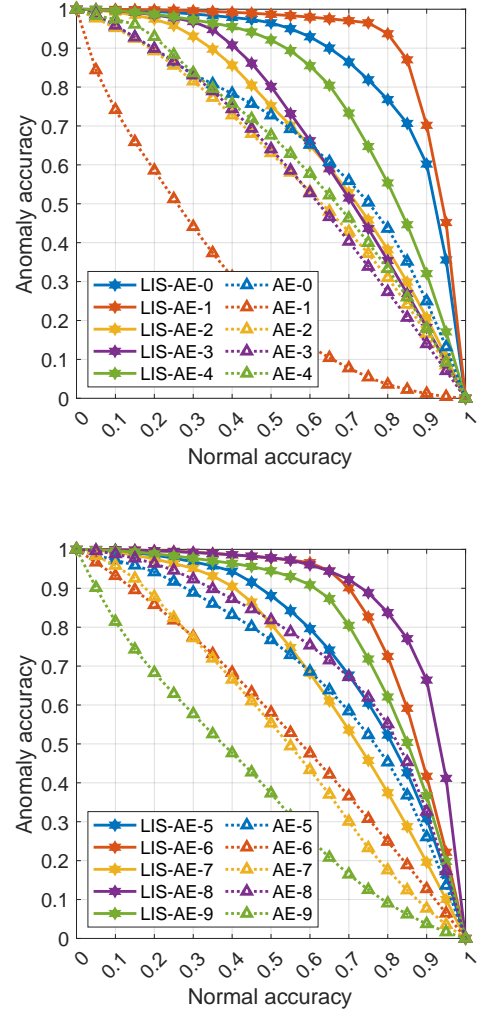 1
0.9
0.8
0.7
0.6
0.5
0.4
0.3
0.2
0.1
0
Anomaly accuracy
LIS-AE-0 AE-0
LIS-AE-1 AE-1
LIS-AE-2 AE-2
LIS-AE-3 AE-3
LIS-AE-4 AE-4
0 0.1 0.2 0.3 0.4 0.5 0.6 0.7 0.8 0.9 1
Normal accuracy
1
0.9
0.8
0.7
0.6
0.5
0.4
0.3
0.2
0.1
0
Anomaly accuracy
LIS-AE-5 AE-5
LIS-AE-6 AE-6
LIS-AE-7 AE-7
LIS-AE-8 AE-8
LIS-AE-9 AE-9
0 0.1 0.2 0.3 0.4 0.5 0.6 0.7 0.8 0.9 1
Normal accuracy